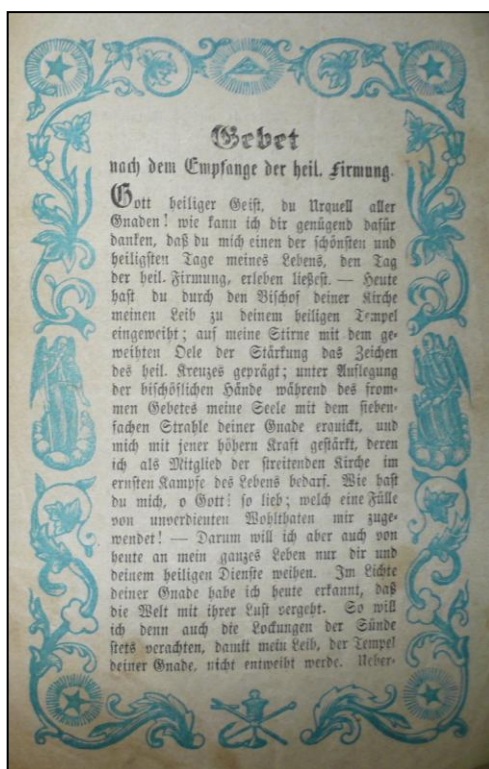 Gebet
nach dem Empfange der heil. Firmung.
Gott heiliger Geist, du Urquell aller
Gnaden! wie kann ich dir genügend dafür
danken, daß du mich einen der schönsten und
heiligsten Tage meines Lebens, den Tag
der heil. Firmung, erleben ließest. — Heute
hast du durch den Bischof deiner Kirche
meinen Leib zu deinem heiligen Tempel
eingeweiht; auf meine Stirne mit dem ge-
weihten Oele der Stärkung das Zeichen
des heil. Kreuzes geprägt; unter Auflegung
der bischöflichen Hände während des from-
men Gebetes meine Seele mit dem sieben-
fachen Strahle deiner Gnade erquickt, und
mich mit jener höhern Kraft gestärkt, deren
ich als Mitglied der streitenden Kirche im
ernsten Kampfe des Lebens bedarf. Wie hast
du mich, o Gott! so lieb; welch eine Fülle
von unverdienten Wohlthaten mir zuge-
wendet! — Darum will ich aber auch von
heute an mein ganzes Leben nur dir und
deinem heiligen Dienste weihen. Im Lichte
deiner Gnade habe ich heute erkannt, daß
die Welt mit ihrer Lust vergeht. So will
ich denn auch die Lockungen der Sünde
stets verachten, damit mein Leib, der Tempel
deiner Gnade, nicht entweiht werde. Ueber-